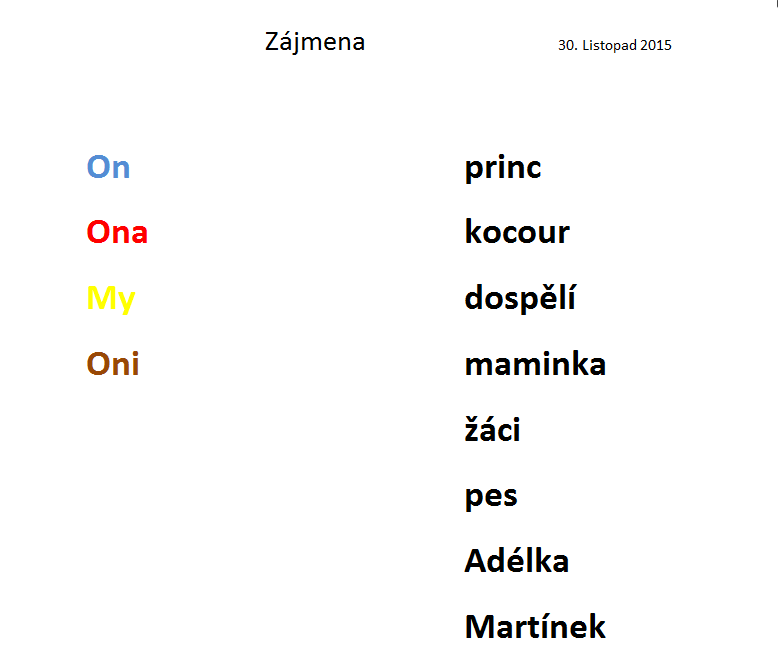 Zájmena 30. Listopad 2015
On princ
Ona kocour
My dospělí
Oni maminka
žáci
pes
Adélka
Martínek